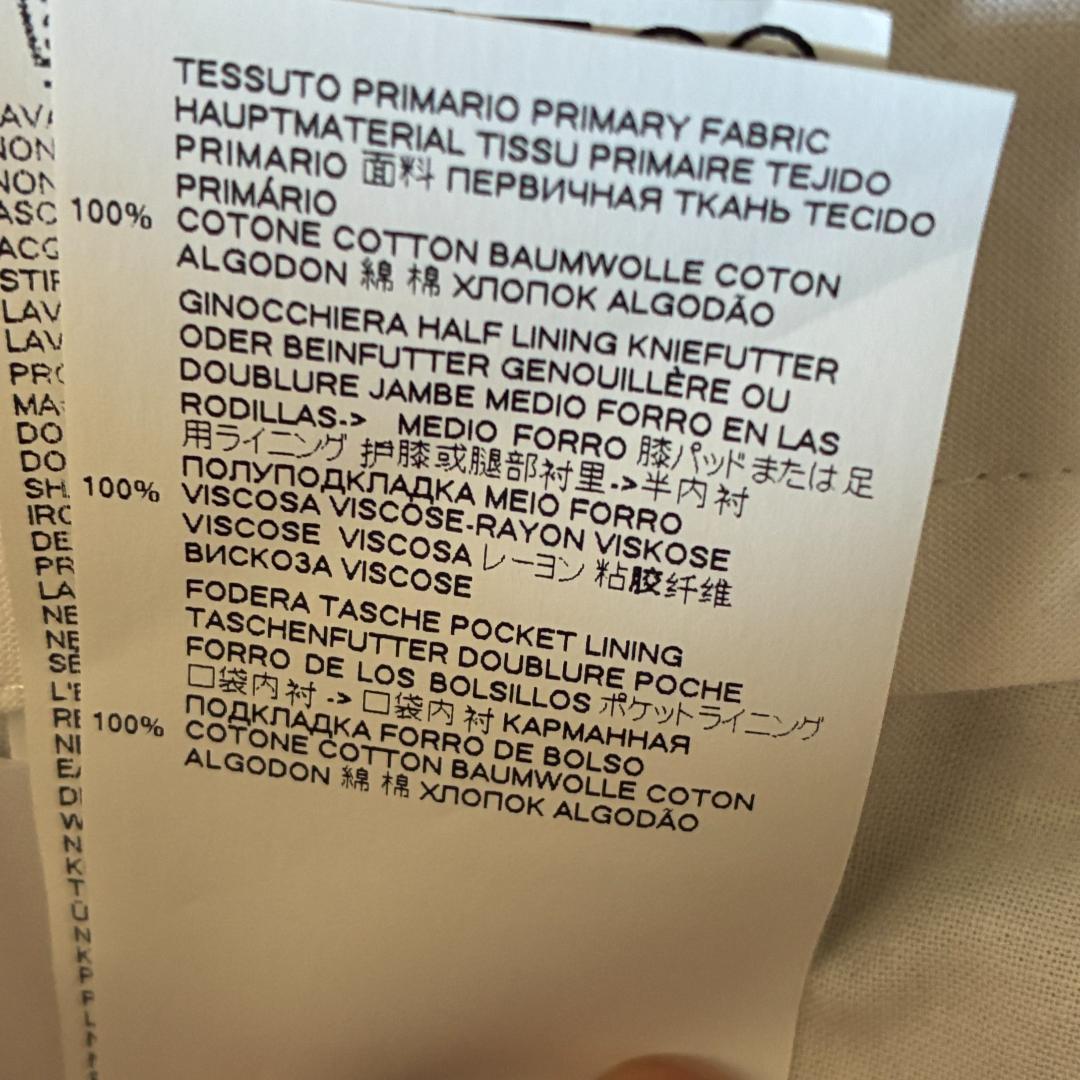 TESSUTO PRIMARIO PRIMARY FABRIC
HAUPTMATERIAL TISSU PRIMAIRE TEJIDO
PRIMARIO 面料 ПЕРВИЧНАЯ ТКАНЬ TECIDO
PRIMÁRIO
100% COTONE COTTON BAUMWOLLE COTON
ALGODON 綿 棉 ХЛОПОК ALGODÃO
GINOCCHIERA HALF LINING KNIEFUTTER
ODER BEINFUTTER GENOUILLÈRE OU
DOUBLURE JAMBE MEDIO FORRO EN LAS
RODILLAS-> MEDIO FORRO 膝パッドまたは足
用ライニング 护膝或腿部衬里->半内衬
ПОЛУПОДКЛАДКА MEIO FORRO
100% VISCOSA VISCOSE-RAYON VISKOSE
VISCOSE VISCOSA レーヨン 粘胶纤维
ВИСКОЗА VISCOSE
FODERA TASCHE POCKET LINING
TASCHENFUTTER DOUBLURE POCHE
FORRO DE LOS BOLSILLOS ポケットライニング
口袋内衬 -> 口袋内衬 КАРМАННАЯ
ПОДКЛАДКА FORRO DE BOLSO
100% COTONE COTTON BAUMWOLLE COTON
ALGODON 綿 棉 ХЛОПОК ALGODÃO